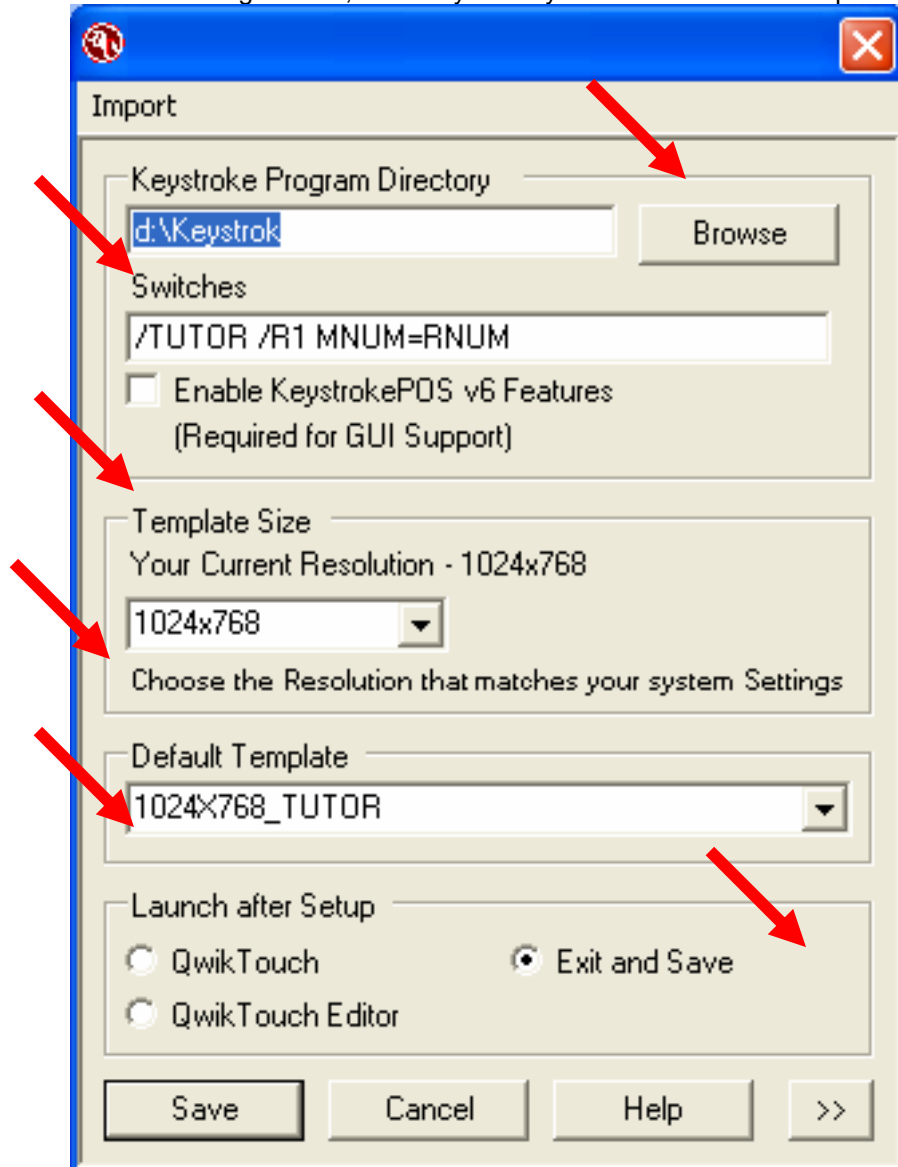 Import
Keystroke Program Directory
d:\Keystrok
Browse
Switches
/TUTOR /R1 MNUM=RNUM
Enable KeystrokePOS v6 Features
(Required for GUI Support)
Template Size
Your Current Resolution - 1024x768
1024x768
Choose the Resolution that matches your system Settings
Default Template
1024X768_TUTOR
Launch after Setup
QwikTouch
Exit and Save
QwikTouch Editor
Save
Cancel
Help
>>